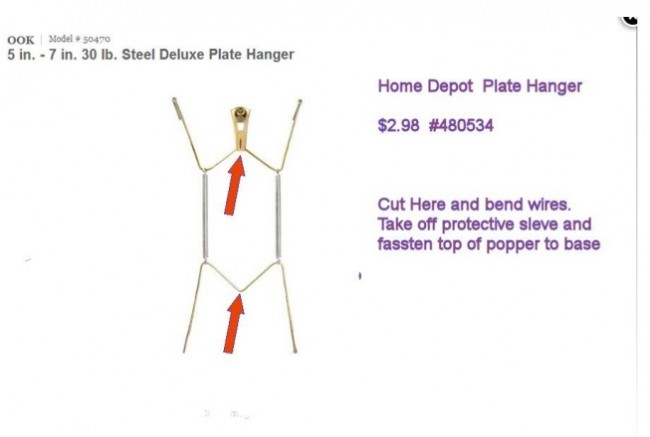 OOK | Model # 50470
5 in. - 7 in. 30 lb. Steel Deluxe Plate Hanger
Home Depot Plate Hanger
$2.98 #480534
Cut Here and bend wires.
Take off protective sleve and
fassten top of popper to base